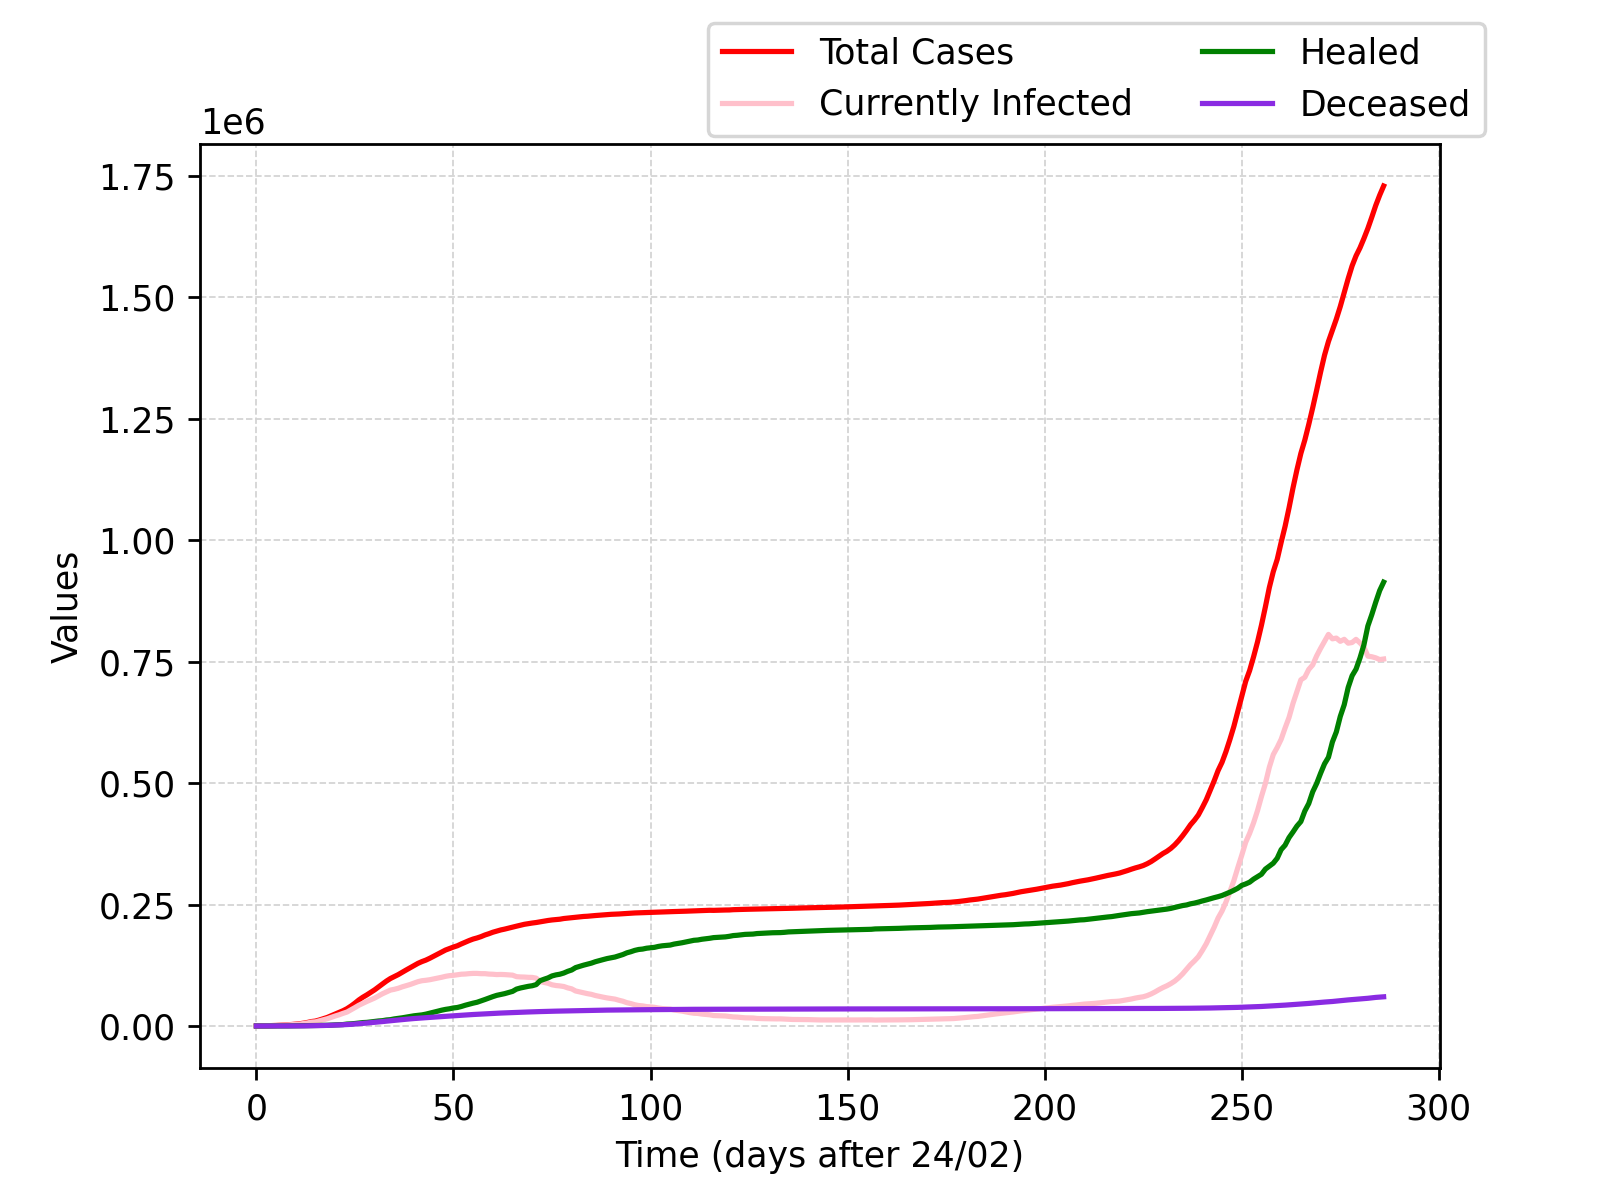 Total Cases
Currently Infected
Healed
Deceased
1e6
1.75
1.50
1.25
1.00
0.75
0.50
0.25
0.00
Values
0 50 100 150 200 250 300
Time (days after 24/02)